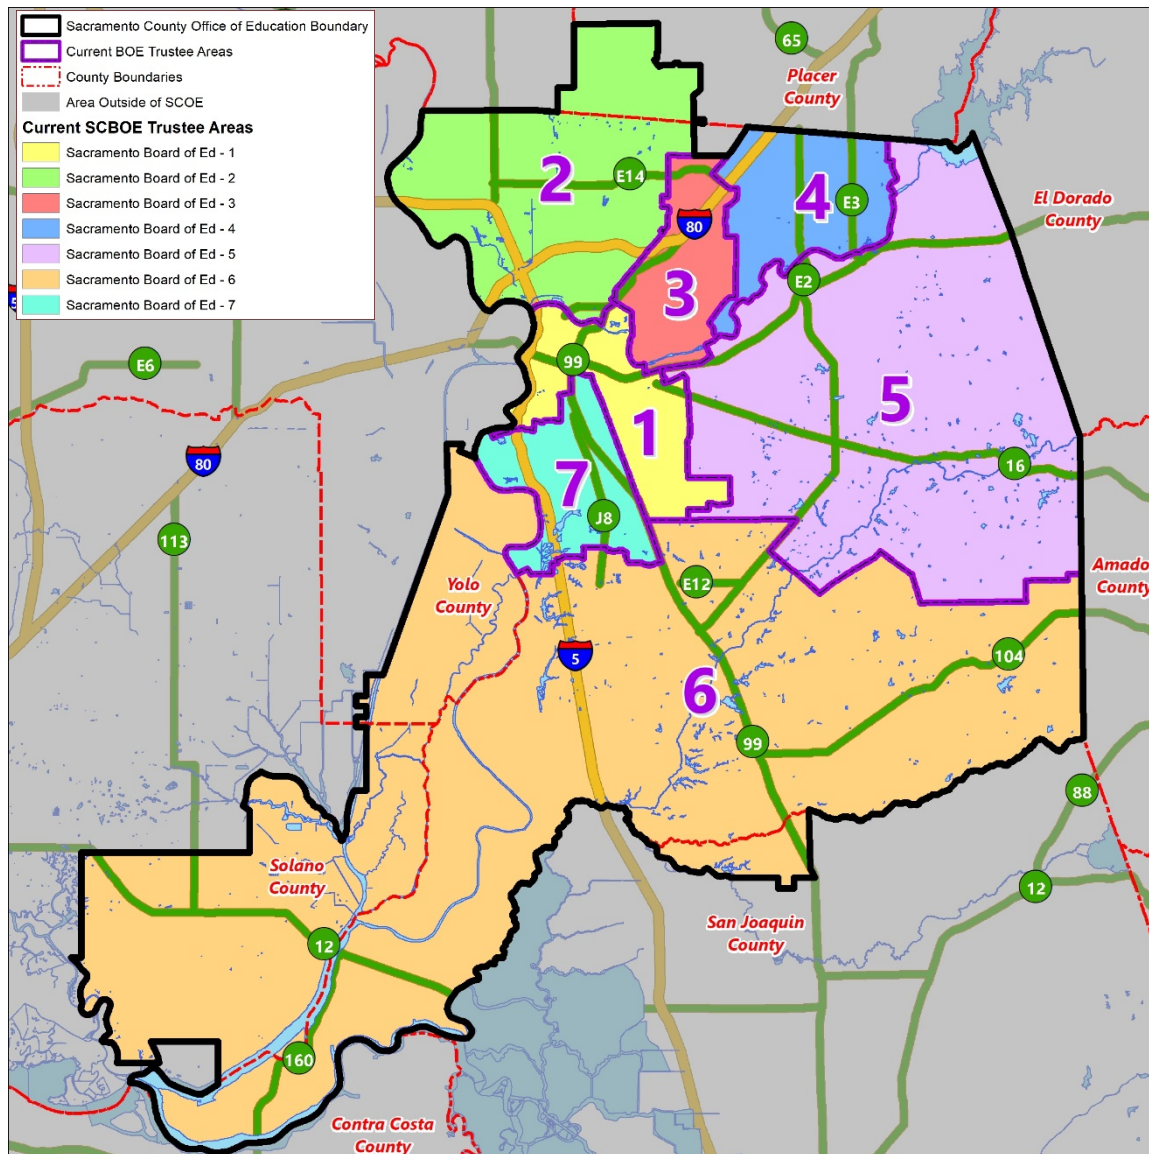 Sacramento County Office of Education Boundary
Current BOE Trustee Areas
County Boundaries
Area Outside of SCOE
Current SCBOE Trustee Areas
Sacramento Board of Ed - 1
Sacramento Board of Ed - 2
Sacramento Board of Ed - 3
Sacramento Board of Ed - 4
Sacramento Board of Ed - 5
Sacramento Board of Ed - 6
Sacramento Board of Ed - 7
65
Placer
County
2
E14
4
E3
80
El Dorado
County
3
E2
99
E6
5
1
80
16
7
J8
113
Yolo
County
E12
Amado
County
5
6
104
99
88
Solano
County
12
12
San Joaquin
County
160
Contra Costa
County